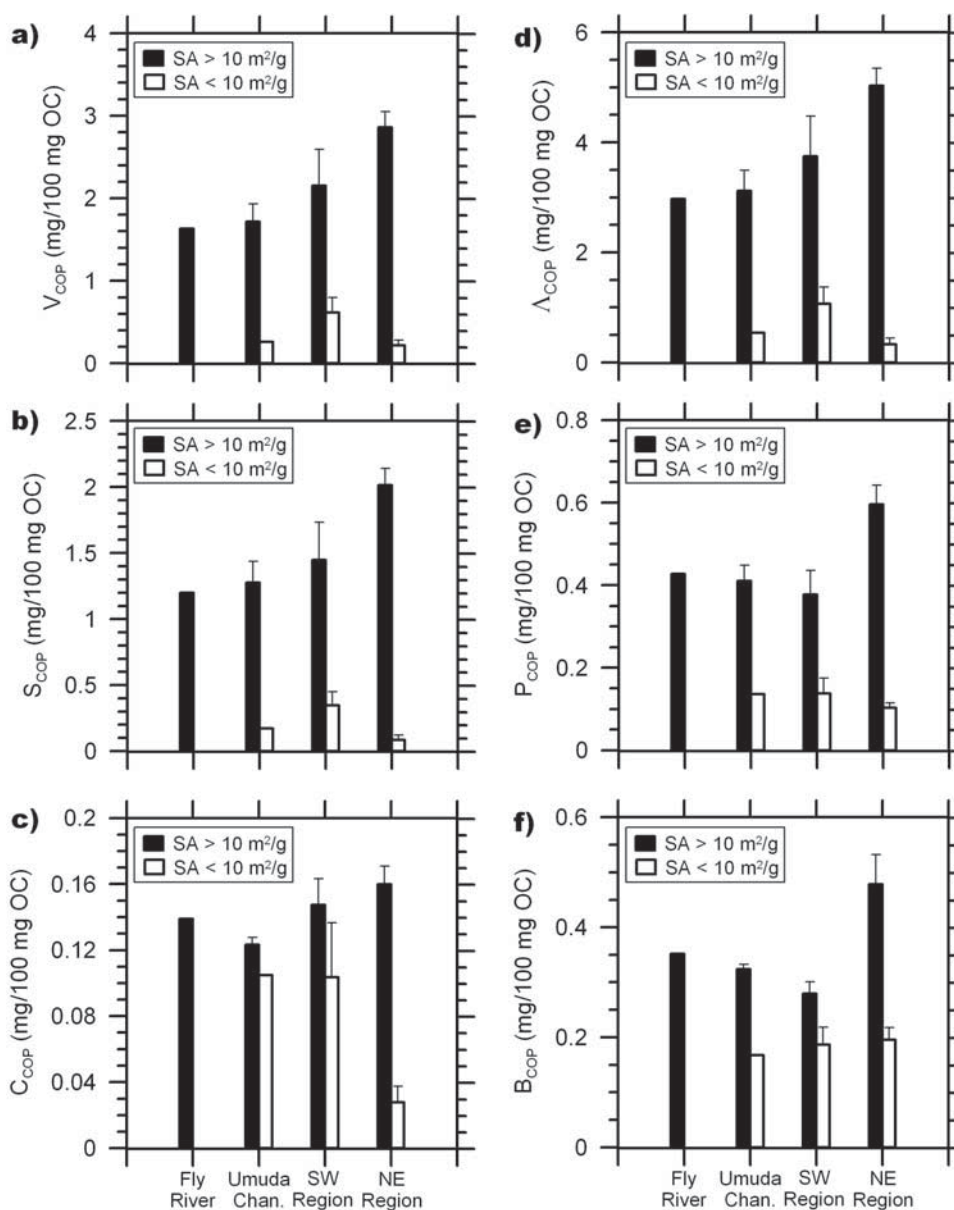 a)
SA > 10 m²/g
SA < 10 m²/g
4
3
2
1
0
V_COP (mg/100 mg OC)
b)
SA > 10 m²/g
SA < 10 m²/g
2.5
2
1.5
1
0.5
0
S_COP (mg/100 mg OC)
c)
SA > 10 m²/g
SA < 10 m²/g
0.2
0.16
0.12
0.08
0.04
0
C_COP (mg/100 mg OC)
Fly
River
Umuda
Chan.
SW
Region
NE
Region
d)
SA > 10 m²/g
SA < 10 m²/g
6
4
2
0
Λ_COP (mg/100 mg OC)
e)
SA > 10 m²/g
SA < 10 m²/g
0.8
0.6
0.4
0.2
0
P_COP (mg/100 mg OC)
f)
SA > 10 m²/g
SA < 10 m²/g
0.6
0.4
0.2
0
B_COP (mg/100 mg OC)
Fly
River
Umuda
Chan.
SW
Region
NE
Region